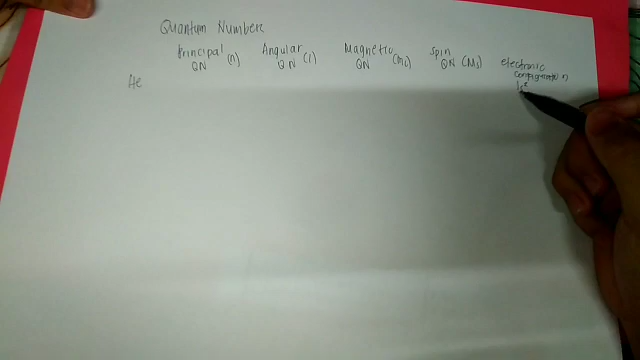 Quantum Numbers
Principal QN (n) Angular QN (l) Magnetic QN (ml) Spin QN (Ms) electronic configuration
He 1s²